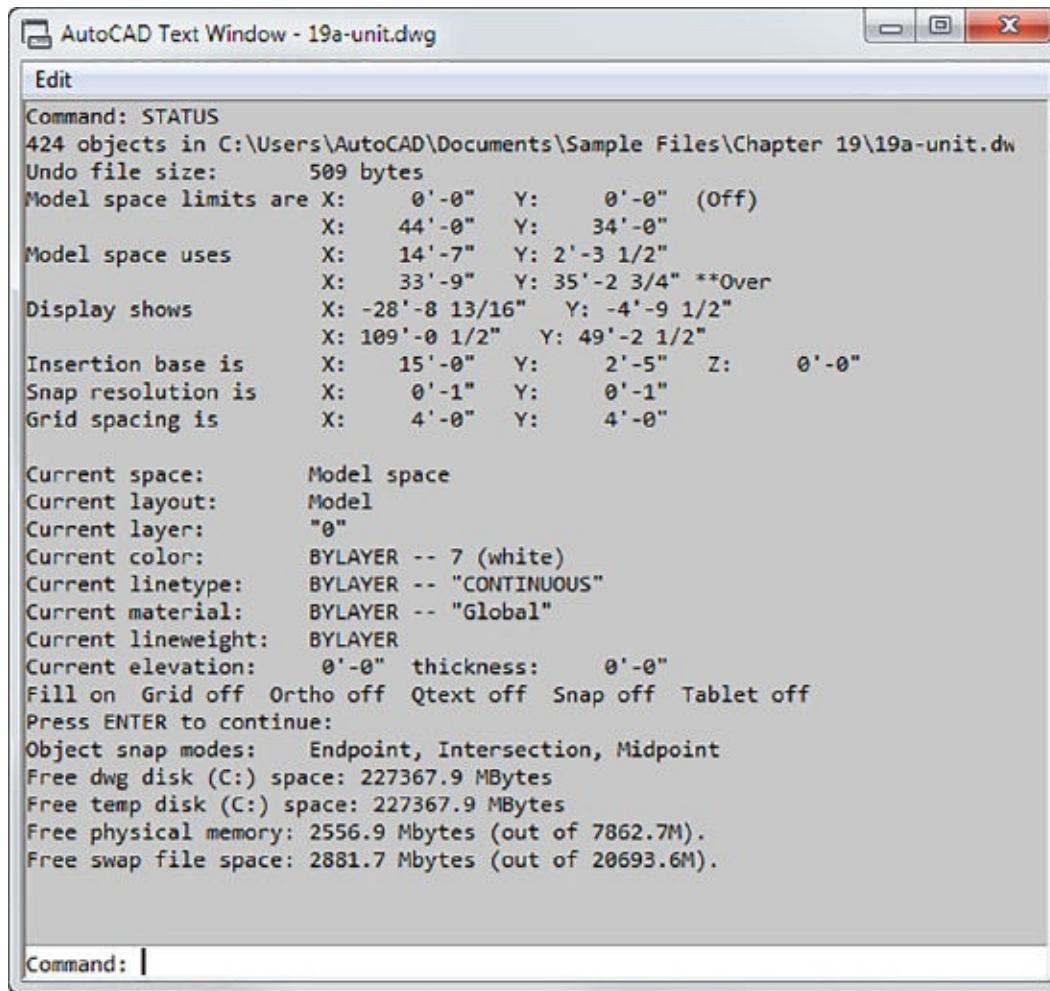 AutoCAD Text Window - 19a-unit.dwg
Edit
Command: STATUS
424 objects in C:\Users\AutoCAD\Documents\Sample Files\Chapter 19\19a-unit.dw
Undo file size: 509 bytes
Model space limits are X: 0'-0" Y: 0'-0" (Off)
X: 44'-0" Y: 34'-0"
Model space uses X: 14'-7" Y: 2'-3 1/2"
X: 33'-9" Y: 35'-2 3/4" **Over
Display shows X: -28'-8 13/16" Y: -4'-9 1/2"
X: 109'-0 1/2" Y: 49'-2 1/2"
Insertion base is X: 15'-0" Y: 2'-5" Z: 0'-0"
Snap resolution is X: 0'-1" Y: 0'-1"
Grid spacing is X: 4'-0" Y: 4'-0"
Current space: Model space
Current layout: Model
Current layer: "0"
Current color: BYLAYER -- 7 (white)
Current linetype: BYLAYER -- "CONTINUOUS"
Current material: BYLAYER -- "Global"
Current lineweight: BYLAYER
Current elevation: 0'-0" thickness: 0'-0"
Fill on Grid off Ortho off Qtext off Snap off Tablet off
Press ENTER to continue:
Object snap modes: Endpoint, Intersection, Midpoint
Free dwg disk (C:) space: 227367.9 MBytes
Free temp disk (C:) space: 227367.9 MBytes
Free physical memory: 2556.9 Mbytes (out of 7862.7M).
Free swap file space: 2881.7 Mbytes (out of 20693.6M).
Command: